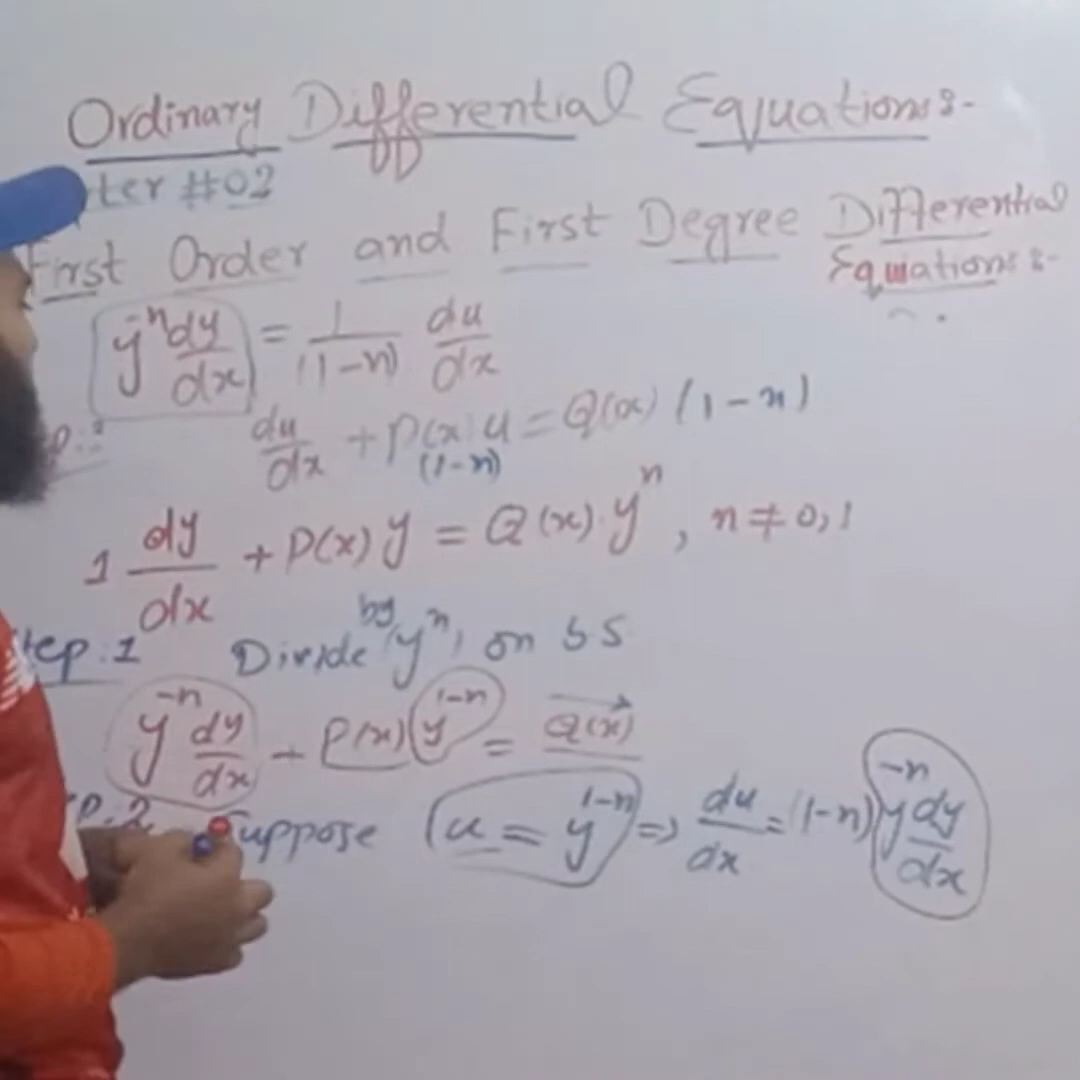 Ordinary Differential Equations:-
ter #02
First Order and First Degree Differential
Equations:-
y^-n dy/dx = 1/(1-n) du/dx
p:3
du/dx + P(x) u = Q(x) (1-n)
(1-n)
1 dy/dx + P(x) y = Q(x). y^n, n ≠ 0,1
tep:1 Divide by y^n, on b s
y^-n dy/dx + P(x) y^1-n = Q(x)
p:2 Suppose u = y^1-n => du/dx = (1-n) y^-n dy/dx